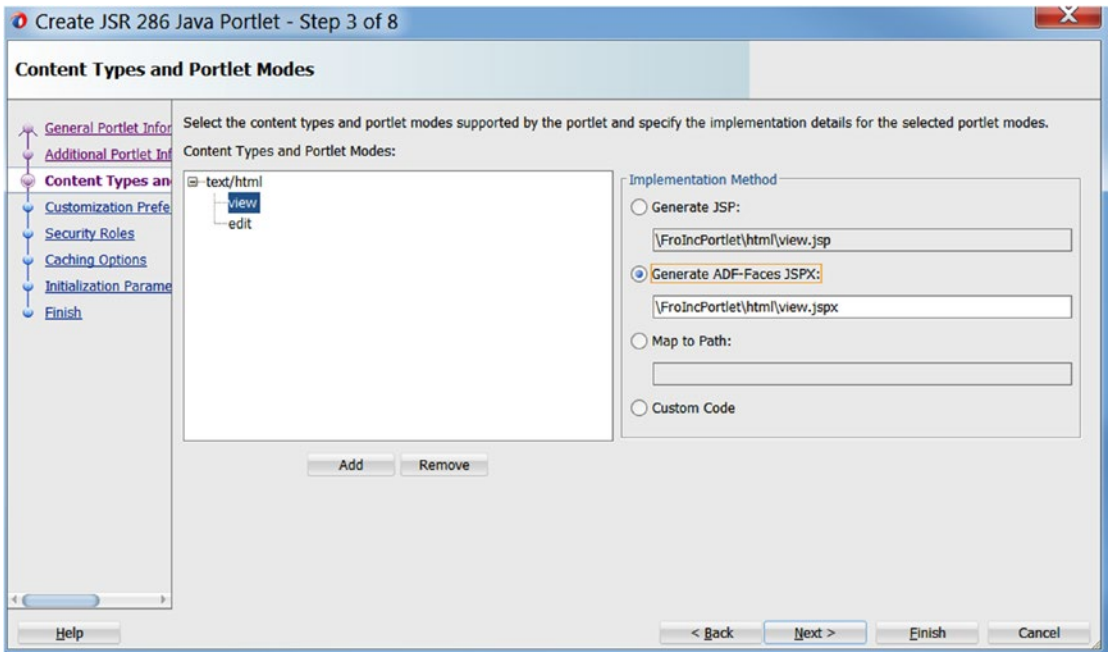 Create JSR 286 Java Portlet - Step 3 of 8
Content Types and Portlet Modes
General Portlet Infor
Additional Portlet Inf
Content Types an
Customization Prefe
Security Roles
Caching Options
Initialization Parame
Finish
Select the content types and portlet modes supported by the portlet and specify the implementation details for the selected portlet modes.
Content Types and Portlet Modes:
text/html
view
edit
Implementation Method
Generate JSP:
\FroIncPortlet\html\view.jsp
Generate ADF-Faces JSPX:
\FroIncPortlet\html\view.jspx
Map to Path:
Custom Code
Add Remove
Help < Back Next > Finish Cancel